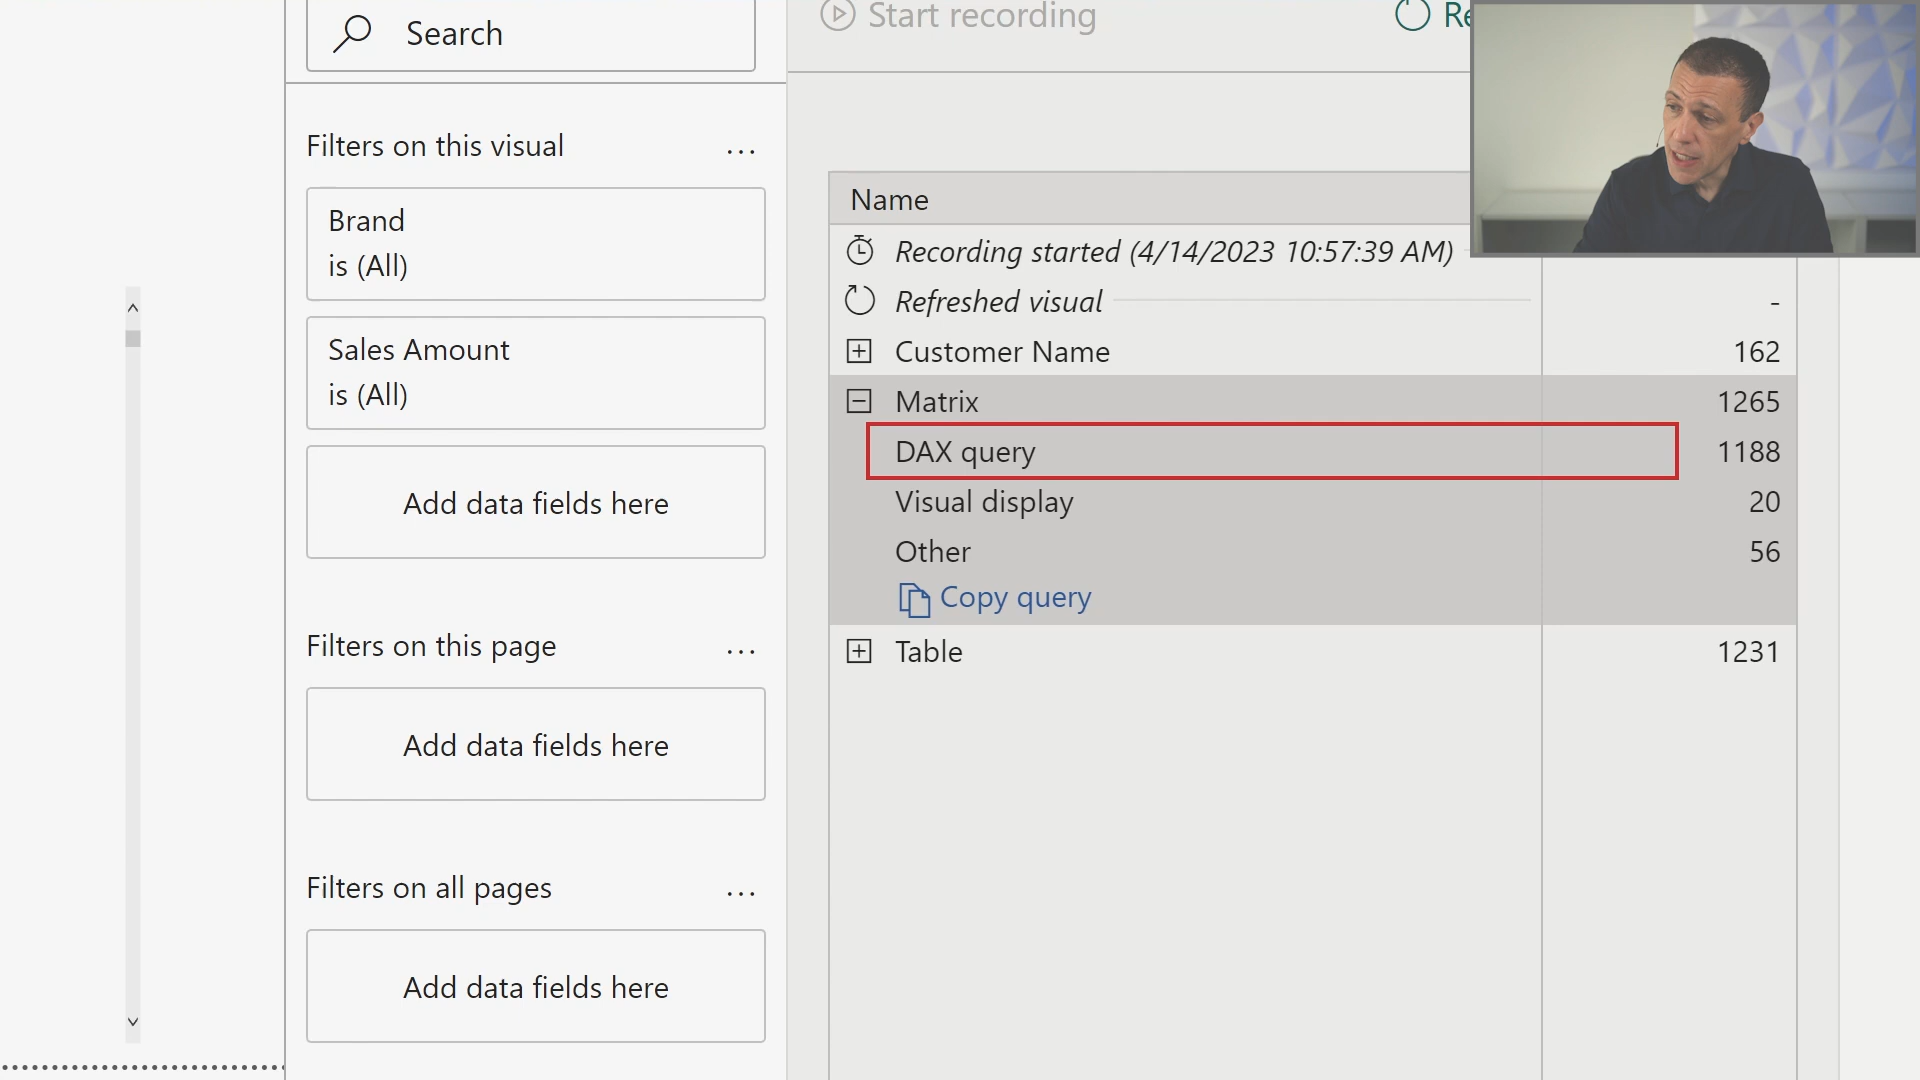 Search
Filters on this visual
...
Brand
is (All)
Sales Amount
is (All)
Add data fields here
Filters on this page
...
Add data fields here
Filters on all pages
...
Add data fields here
Start recording
Re
Name
Recording started (4/14/2023 10:57:39 AM)
Refreshed visual -
Customer Name 162
Matrix 1265
DAX query 1188
Visual display 20
Other 56
Copy query
Table 1231